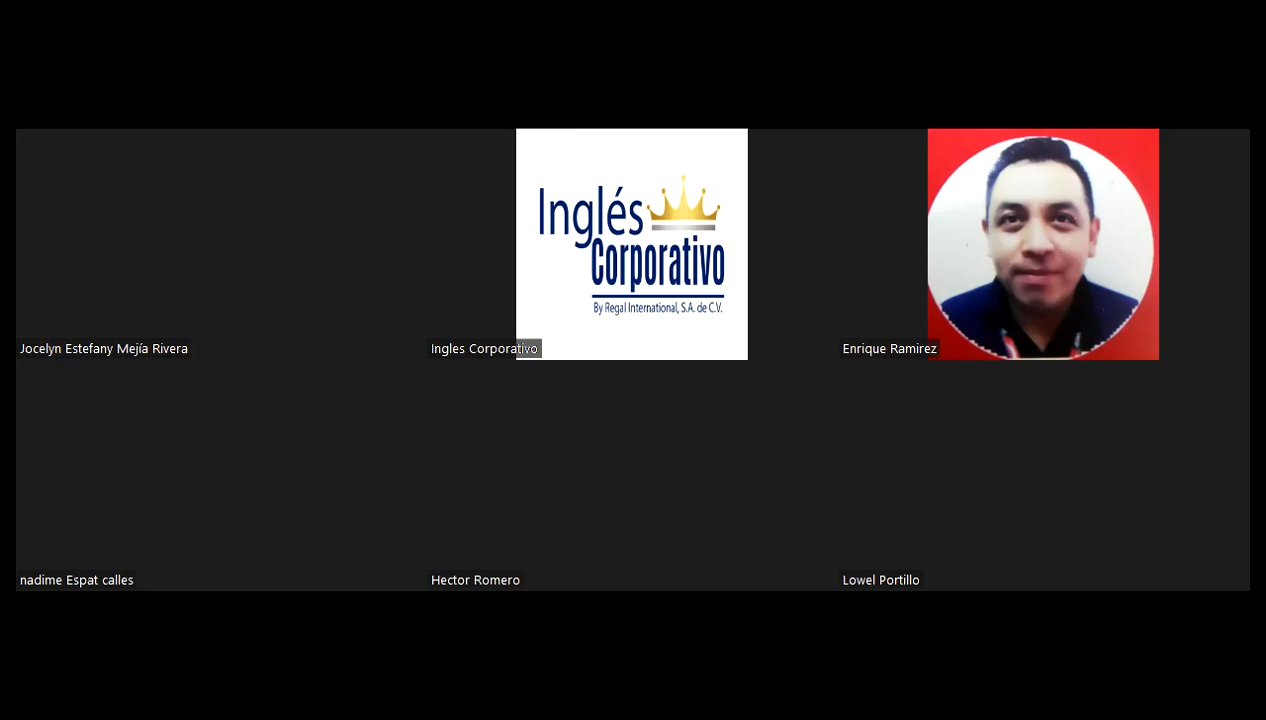 Inglés
Corporativo
By Regal International, S.A. de C.V.
Jocelyn Estefany Mejía Rivera
Ingles Corporativo
Enrique Ramirez
nadime Espat calles
Hector Romero
Lowel Portillo